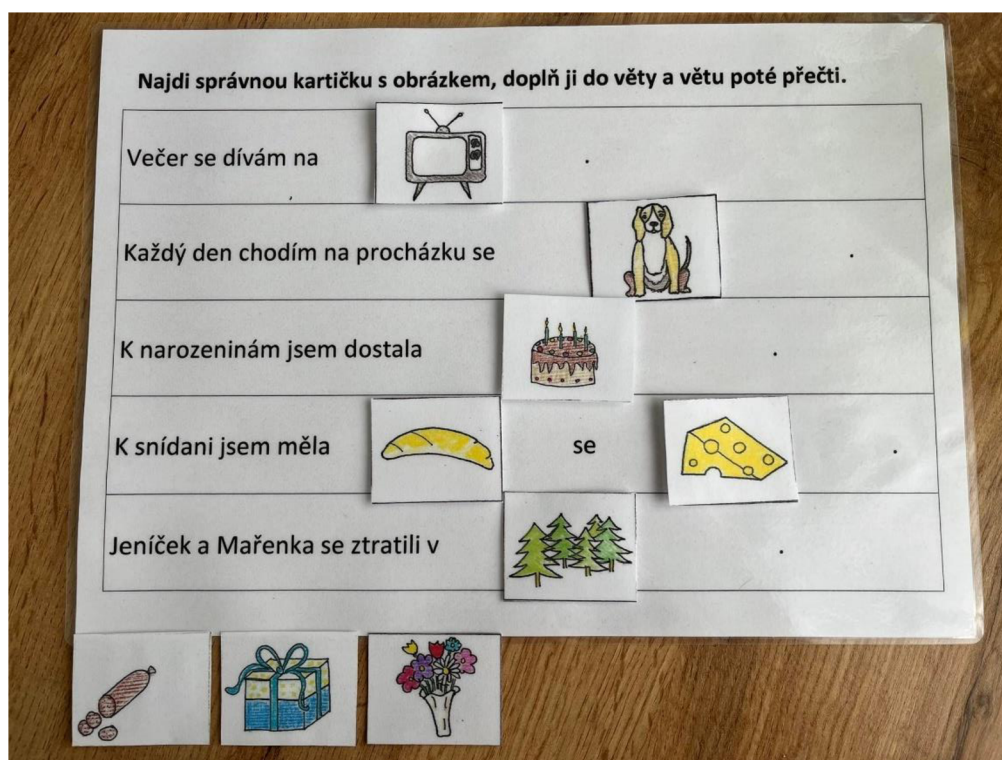 Najdi správnou kartičku s obrázkem, doplň ji do věty a větu poté přečti.
Večer se dívám na .
Každý den chodím na procházku se .
K narozeninám jsem dostala .
K snídani jsem měla se .
Jeníček a Mařenka se ztratili v .